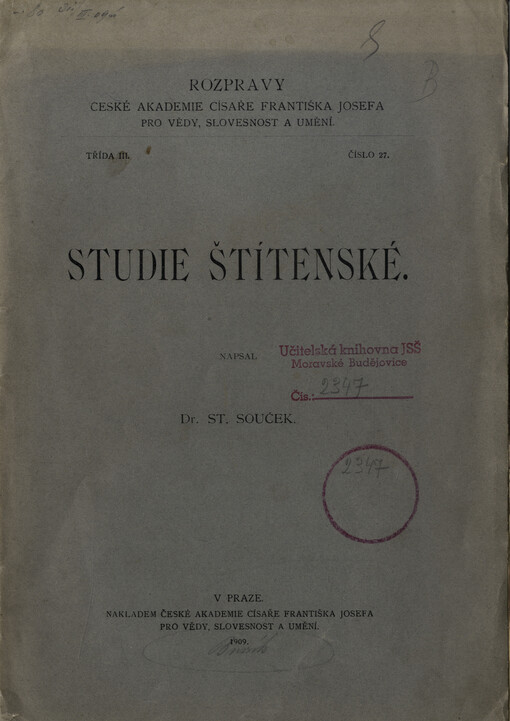 ROZPRAVY
ČESKÉ AKADEMIE CÍSAŘE FRANTIŠKA JOSEFA
PRO VĚDY, SLOVESNOST A UMĚNÍ.
TŘÍDA III. ČÍSLO 27.
STUDIE ŠTÍTENSKÉ.
NAPSAL
Učitelská knihovna JSŠ
Moravské Budějovice
Čís.: 2347
Dr. ST. SOUČEK.
2347
V PRAZE.
NAKLADEM ČESKÉ AKADEMIE CÍSAŘE FRANTIŠKA JOSEFA
PRO VĚDY, SLOVESNOST A UMĚNÍ.
1909.